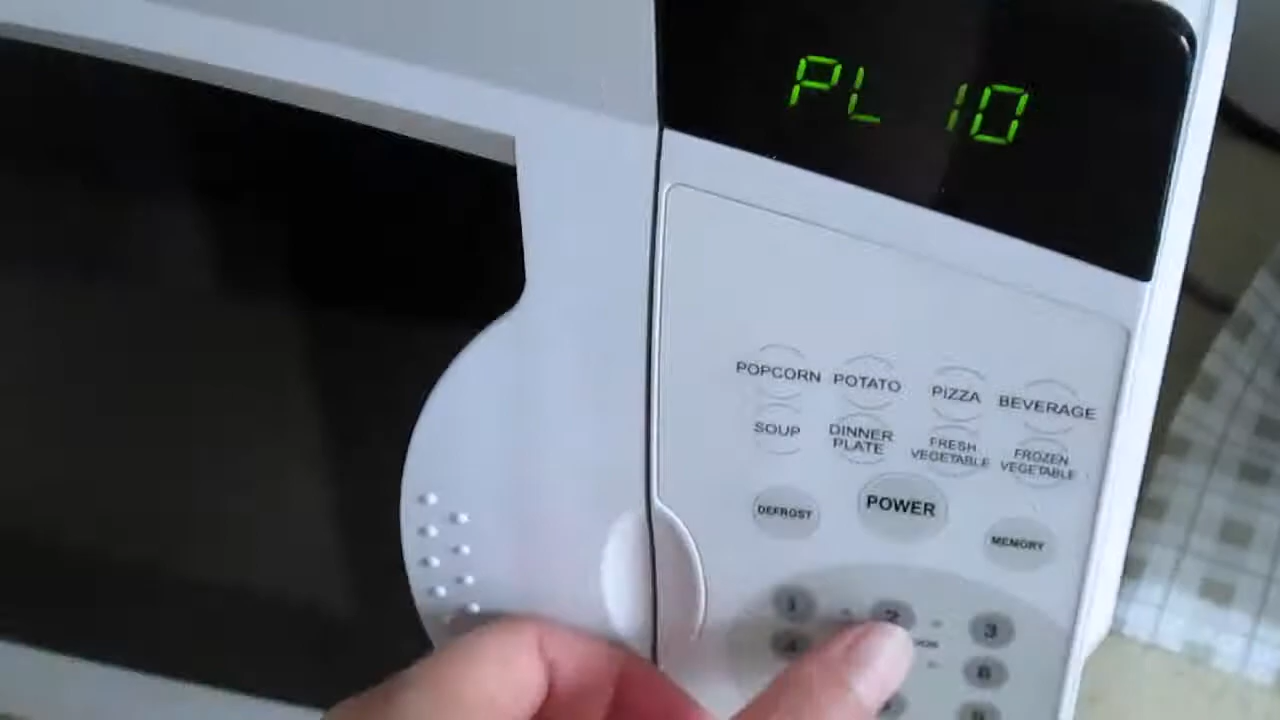 PL 10
POPCORN POTATO PIZZA BEVERAGE
SOUP DINNER PLATE FRESH VEGETABLE FROZEN VEGETABLE
DEFROST POWER MEMORY
1 2 3
4 6